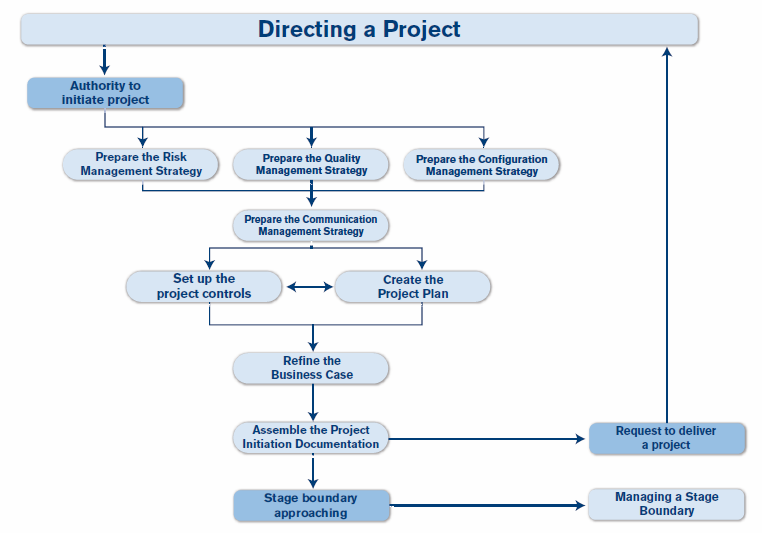 Directing a Project
Authority to
initiate project
Prepare the Risk
Management Strategy
Prepare the Quality
Management Strategy
Prepare the Configuration
Management Strategy
Prepare the Communication
Management Strategy
Set up the
project controls
Create the
Project Plan
Refine the
Business Case
Assemble the Project
Initiation Documentation
Request to deliver
a project
Stage boundary
approaching
Managing a Stage
Boundary